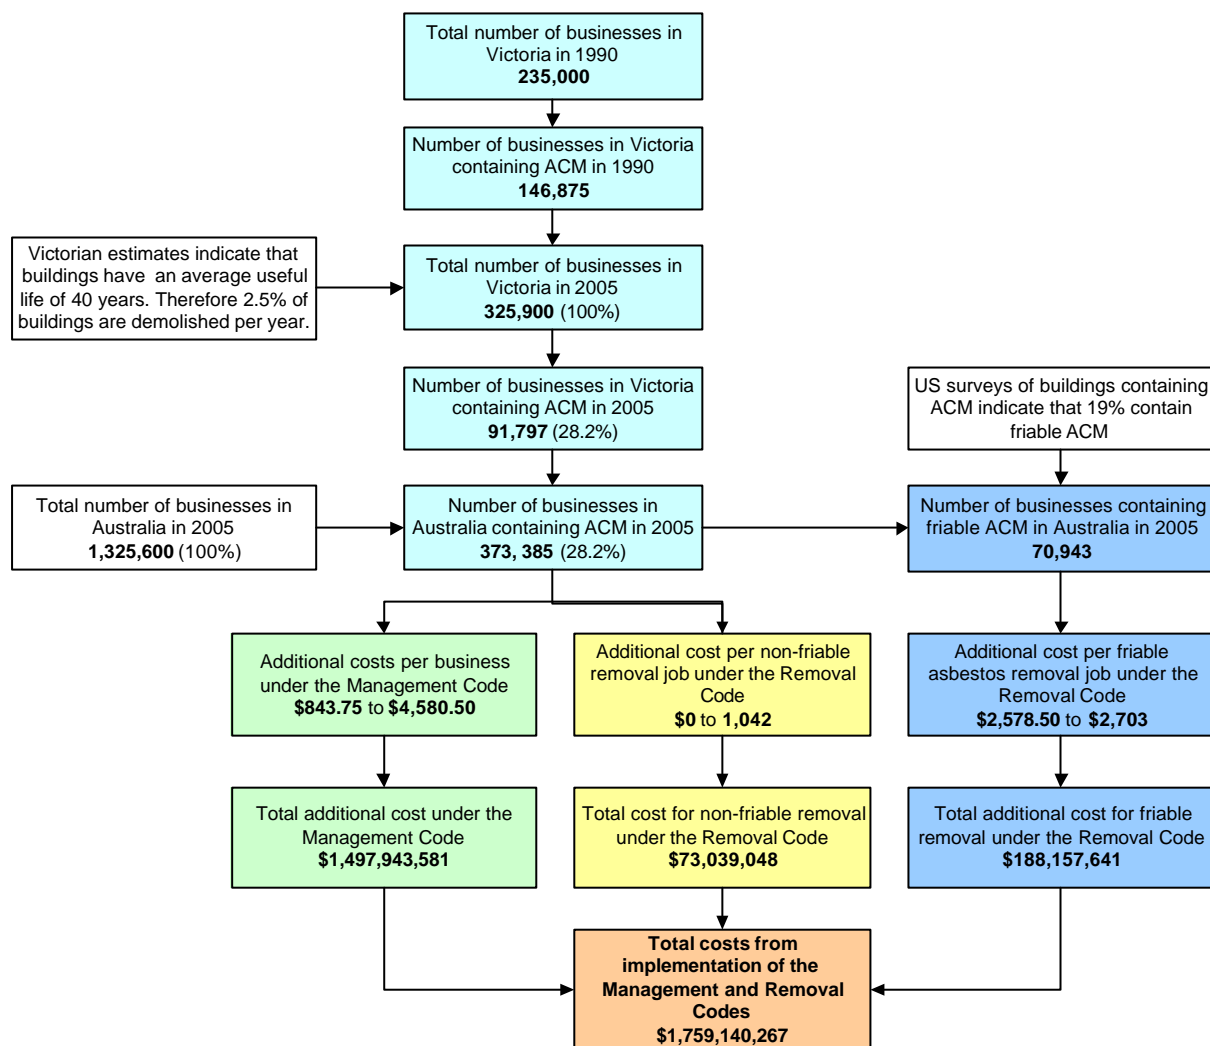 Total number of businesses in
Victoria in 1990
235,000
Number of businesses in Victoria
containing ACM in 1990
146,875
Victorian estimates indicate that
buildings have an average useful
life of 40 years. Therefore 2.5% of
buildings are demolished per year.
Total number of businesses in
Victoria in 2005
325,900 (100%)
Number of businesses in Victoria
containing ACM in 2005
91,797 (28.2%)
US surveys of buildings containing
ACM indicate that 19% contain
friable ACM
Total number of businesses in
Australia in 2005
1,325,600 (100%)
Number of businesses in
Australia containing ACM in 2005
373, 385 (28.2%)
Number of businesses containing
friable ACM in Australia in 2005
70,943
Additional costs per business
under the Management Code
$843.75 to $4,580.50
Additional cost per non-friable
removal job under the Removal
Code
$0 to 1,042
Additional cost per friable
asbestos removal job under the
Removal Code
$2,578.50 to $2,703
Total additional cost under the
Management Code
$1,497,943,581
Total cost for non-friable removal
under the Removal Code
$73,039,048
Total additional cost for friable
removal under the Removal Code
$188,157,641
Total costs from
implementation of the
Management and Removal
Codes
$1,759,140,267